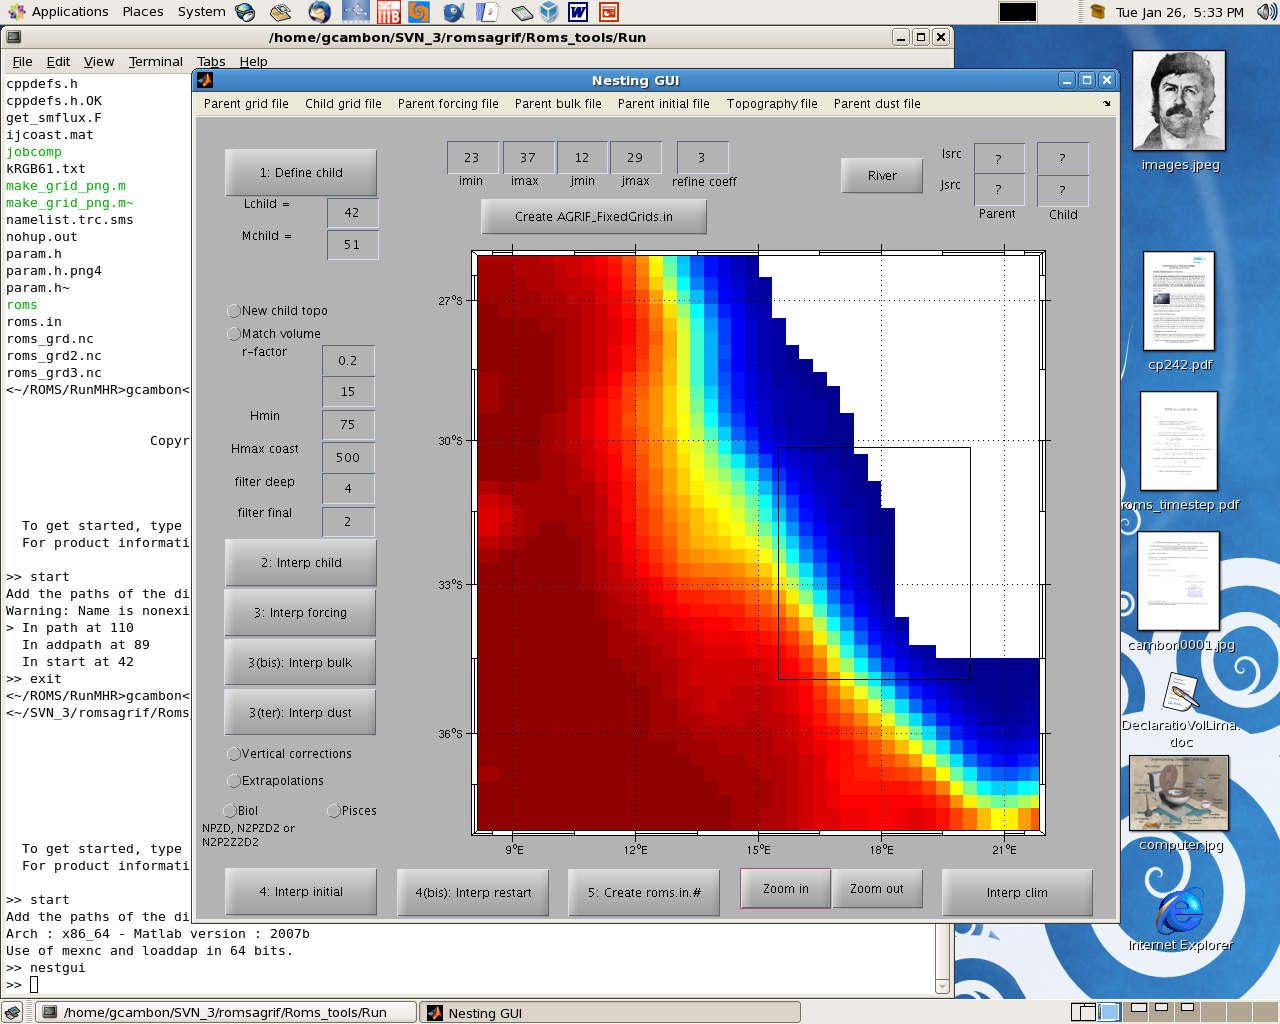 Applications Places System
Tue Jan 26, 5:33 PM
/home/gcambon/SVN_3/romsagrif/Roms_tools/Run
File Edit View Terminal Tabs Help
cppdefs.h
cppdefs.h.OK
get_smflux.F
ijcoast.mat
jobcomp
kRGB61.txt
make_grid_png.m
make_grid_png.m~
namelist.trc.sms
nohup.out
param.h
param.h.png4
param.h~
roms
roms.in
roms_grd.nc
roms_grd2.nc
roms_grd3.nc
<~/ROMS/RunMHR>gcambon<
Copyr
To get started, type
For product informati
>> start
Add the paths of the di
Warning: Name is nonexi
> In path at 110
In addpath at 89
In start at 42
>> exit
<~/ROMS/RunMHR>gcambon<
<~/SVN_3/romsagrif/Roms_
To get started, type
For product informati
>> start
Add the paths of the di
Arch : x86_64 - Matlab version : 2007b
Use of mexnc and loaddap in 64 bits.
>> nestgui
>>
Nesting GUI
Parent grid file Child grid file Parent forcing file Parent bulk file Parent initial file Topography file Parent dust file
1: Define child
Lchild = 42
Mchild = 51
23 37 12 29 3
imin imax jmin jmax refine coeff
Create AGRIF_FixedGrids.in
River
Isrc ? ?
Jsrc ? ?
Parent Child
New child topo
Match volume
r-factor 0.2
15
Hmin 75
Hmax coast 500
filter deep 4
filter final 2
2: Interp child
3: Interp forcing
3(bis): Interp bulk
3(ter): Interp dust
Vertical corrections
Extrapolations
Biol Pisces
NPZD, N2PZD2 or
N2P2Z2D2
27°S
30°S
33°S
36°S
9°E 12°E 15°E 18°E 21°E
4: Interp initial 4(bis): Interp restart 5: Create roms.in.# Zoom in Zoom out Interp clim
images.jpeg
cp242.pdf
roms_timestep.pdf
cambon0001.jpg
DeclaratioVolLima.
doc
computer.jpg
Internet Explorer
/home/gcambon/SVN_3/romsagrif/Roms_tools/Run
Nesting GUI